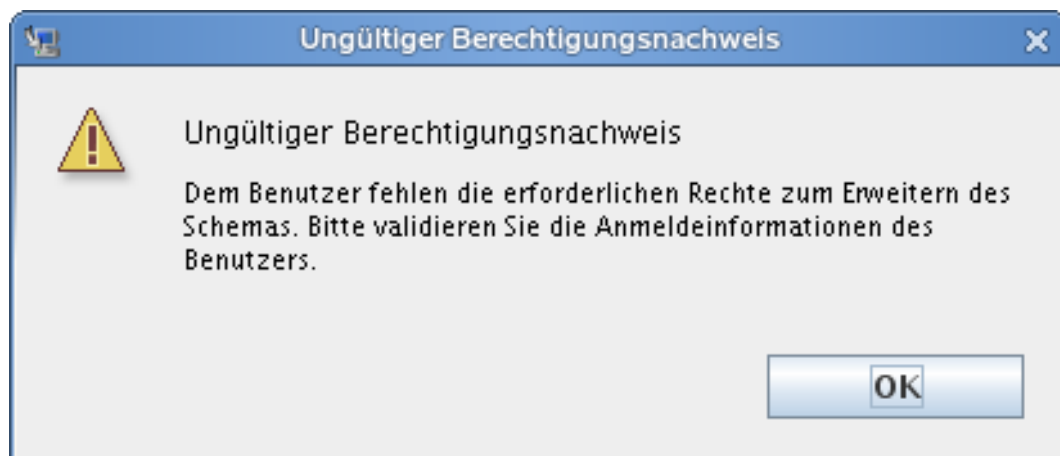 Ungültiger Berechtigungsnachweis
Ungültiger Berechtigungsnachweis
Dem Benutzer fehlen die erforderlichen Rechte zum Erweitern des
Schemas. Bitte validieren Sie die Anmeldeinformationen des
Benutzers.
OK